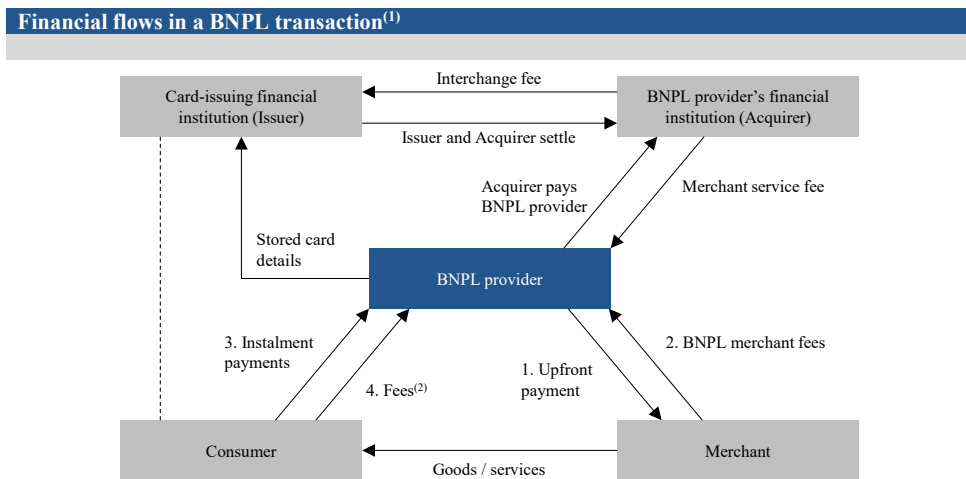 Financial flows in a BNPL transaction(1)
Interchange fee
Card-issuing financial
institution (Issuer)
BNPL provider's financial
institution (Acquirer)
Issuer and Acquirer settle
Acquirer pays
BNPL provider
Merchant service fee
Stored card
details
BNPL provider
3. Instalment
payments
2. BNPL merchant fees
1. Upfront
payment
4. Fees(2)
Consumer
Merchant
Goods / services